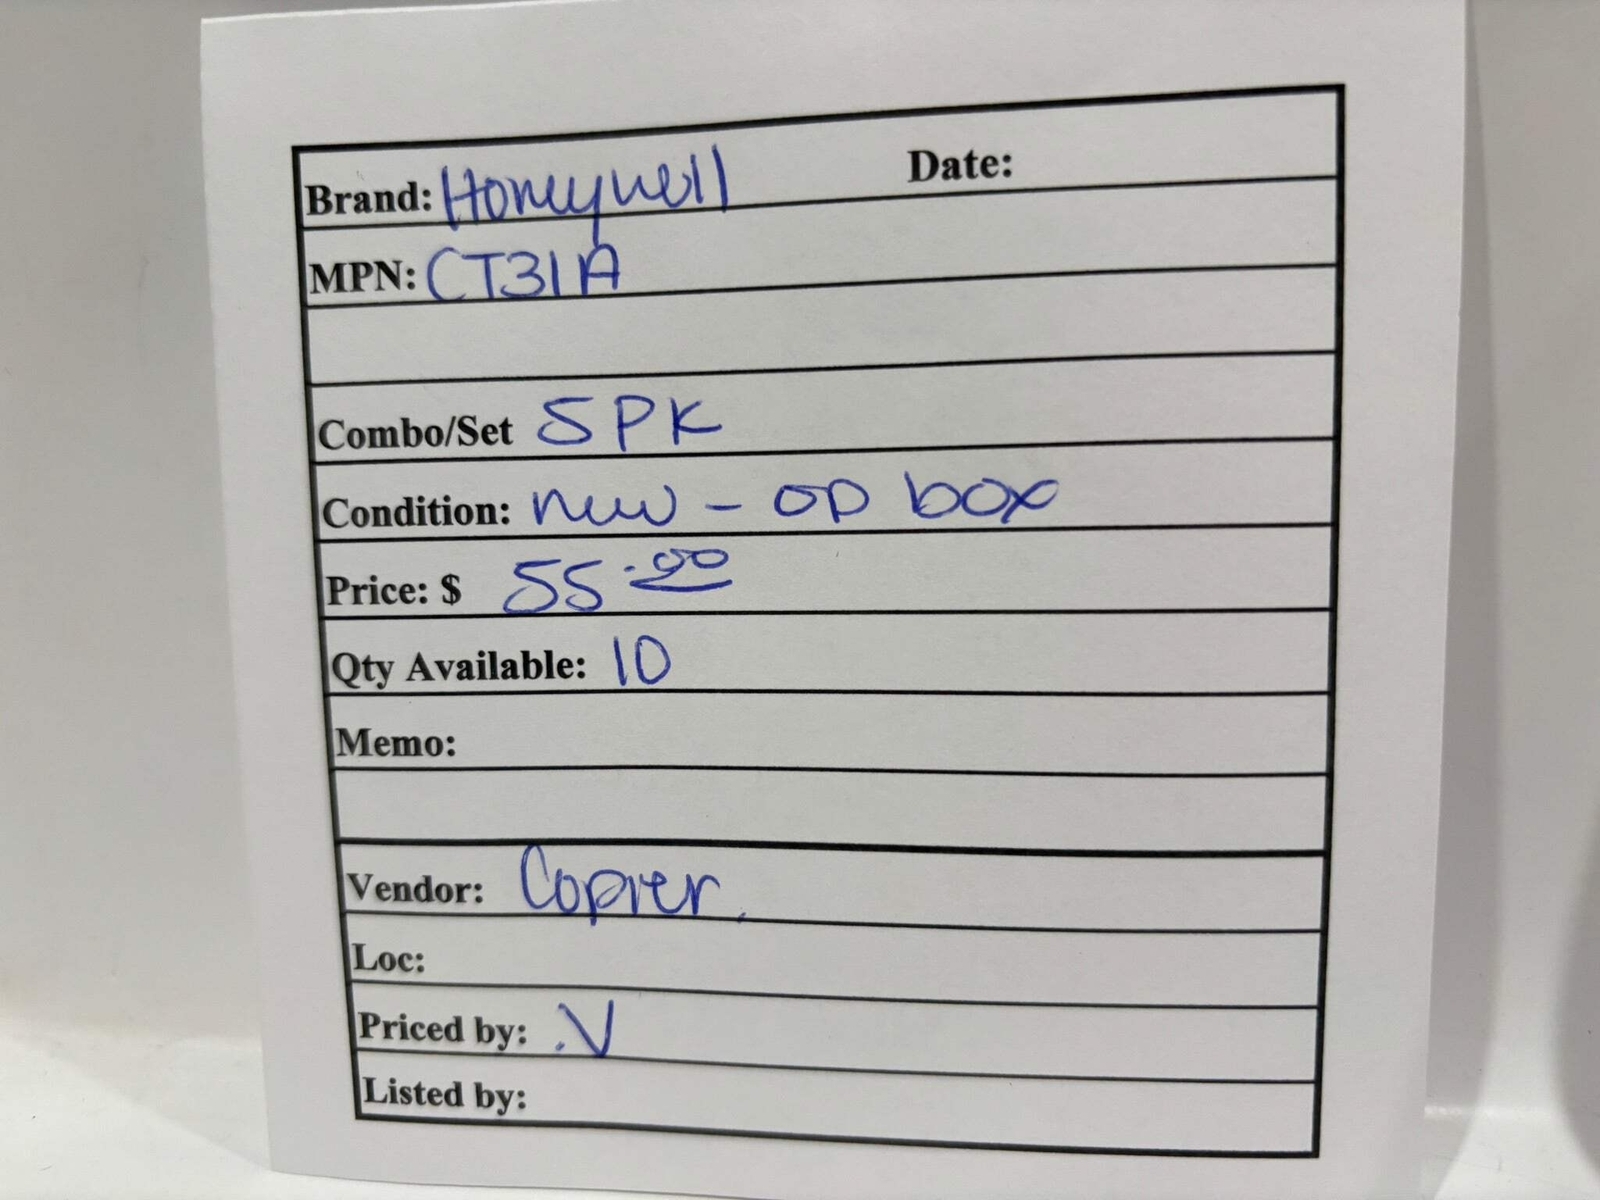 Brand: Honeywell Date:
MPN: CT31A
Combo/Set 5PK
Condition: new - op box
Price: $ 55.00
Qty Available: 10
Memo:
Vendor: Copier
Loc:
Priced by: .V
Listed by: